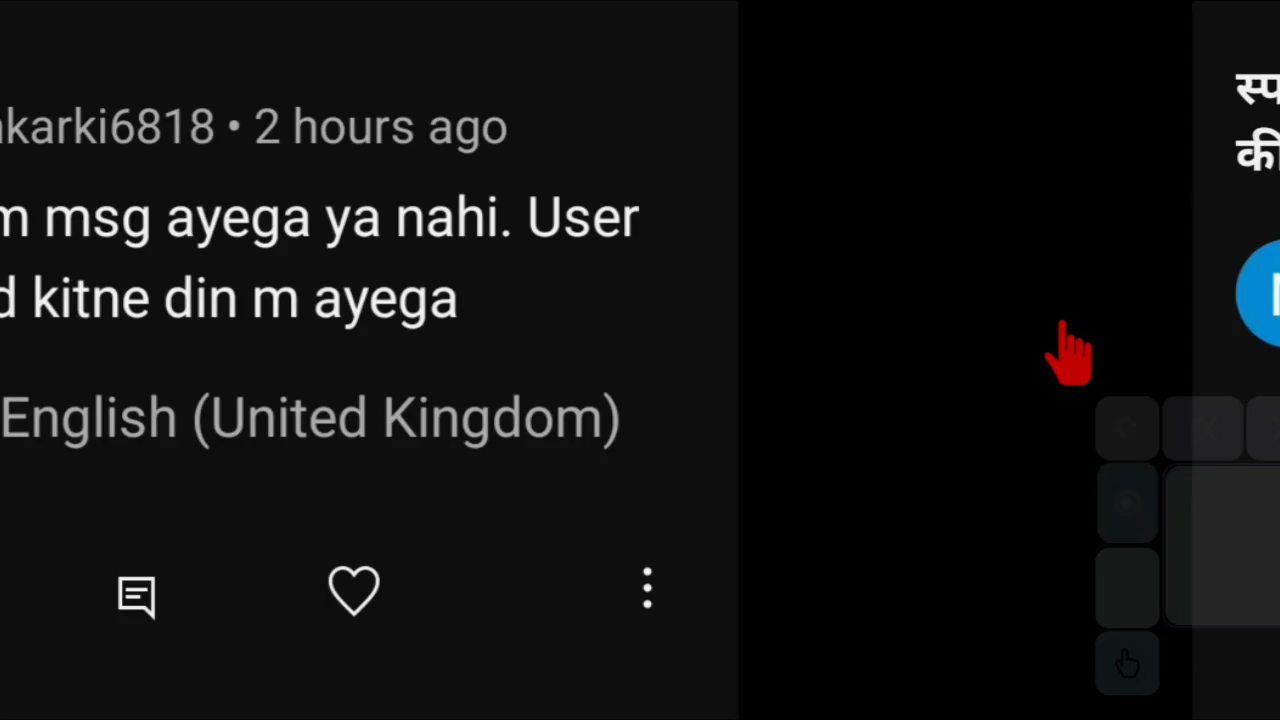 karki6818 • 2 hours ago
msg ayega ya nahi. User
kitne din m ayega
English (United Kingdom)
की